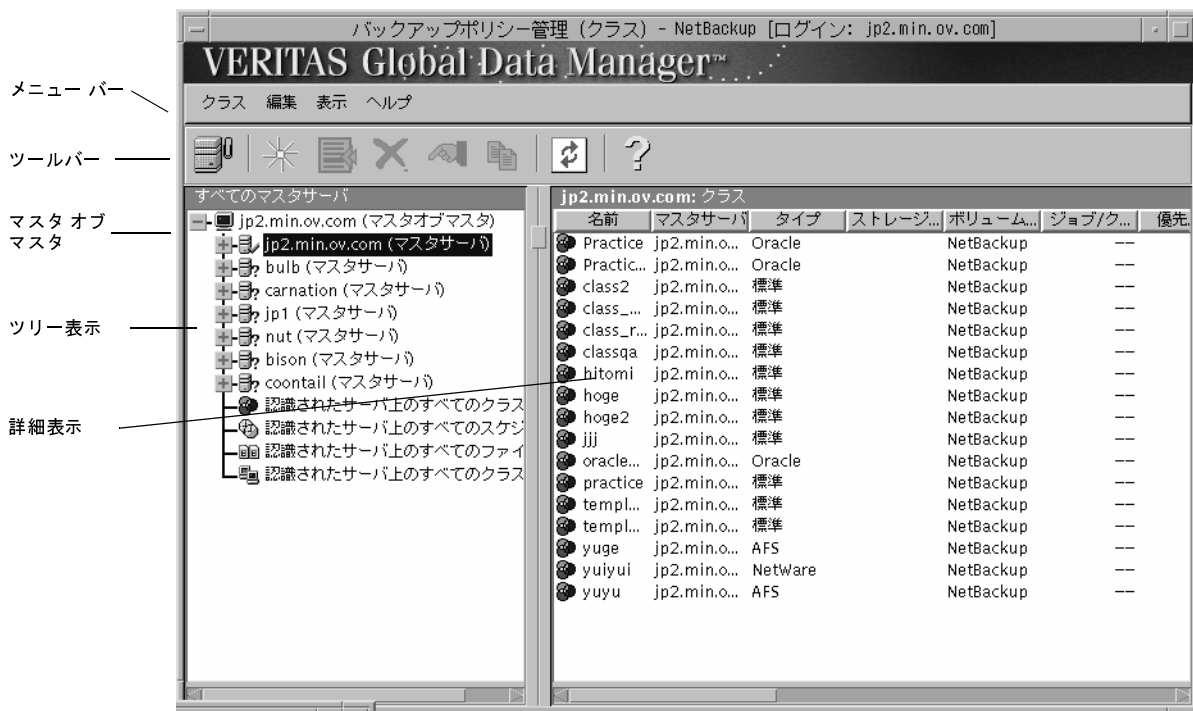 バックアップポリシー管理 (クラス) - NetBackup [ログイン: jp2.min.ov.com]
VERITAS Global Data Manager™
メニュー バー
クラス 編集 表示 ヘルプ
ツールバー
すべてのマスタサーバ
マスタ オブ
マスタ
jp2.min.ov.com (マスタオブマスタ)
jp2.min.ov.com (マスタサーバ)
bulb (マスタサーバ)
carnation (マスタサーバ)
jp1 (マスタサーバ)
ツリー表示
nut (マスタサーバ)
bison (マスタサーバ)
coontail (マスタサーバ)
認識されたサーバ上のすべてのクラス
詳細表示
認識されたサーバ上のすべてのスケジ
認識されたサーバ上のすべてのファイ
認識されたサーバ上のすべてのクラス
jp2.min.ov.com: クラス
名前 マスタサーバ タイプ ストレージ... ボリューム... ジョブ/ク... 優先
Practice jp2.min.o... Oracle NetBackup --
Practic... jp2.min.o... Oracle NetBackup --
class2 jp2.min.o... 標準 NetBackup --
class_... jp2.min.o... 標準 NetBackup --
class_r... jp2.min.o... 標準 NetBackup --
classqa jp2.min.o... 標準 NetBackup --
hitomi jp2.min.o... 標準 NetBackup --
hoge jp2.min.o... 標準 NetBackup --
hoge2 jp2.min.o... 標準 NetBackup --
jjj jp2.min.o... 標準 NetBackup --
oracle... jp2.min.o... Oracle NetBackup --
practice jp2.min.o... 標準 NetBackup --
templ... jp2.min.o... 標準 NetBackup --
templ... jp2.min.o... 標準 NetBackup --
yuge jp2.min.o... AFS NetBackup --
yuiyui jp2.min.o... NetWare NetBackup --
yuyu jp2.min.o... AFS NetBackup --